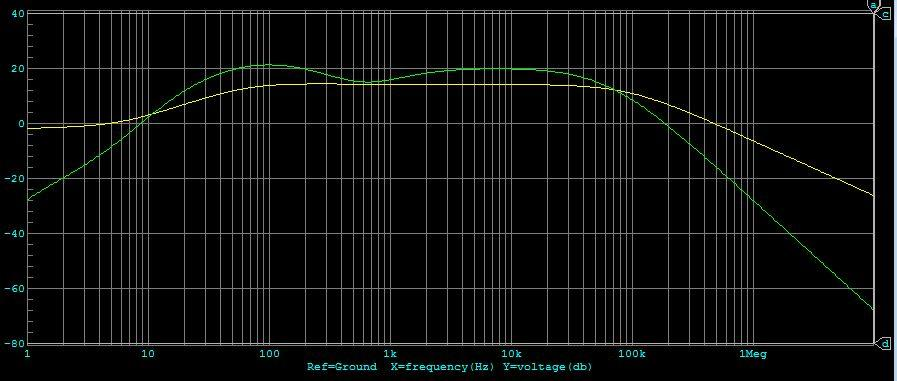 a
40 c
20
0
-20
-40
-60
-80 d
1 10 100 1k 10k 100k 1Meg
Ref=Ground X=frequency(Hz) Y=voltage(db)